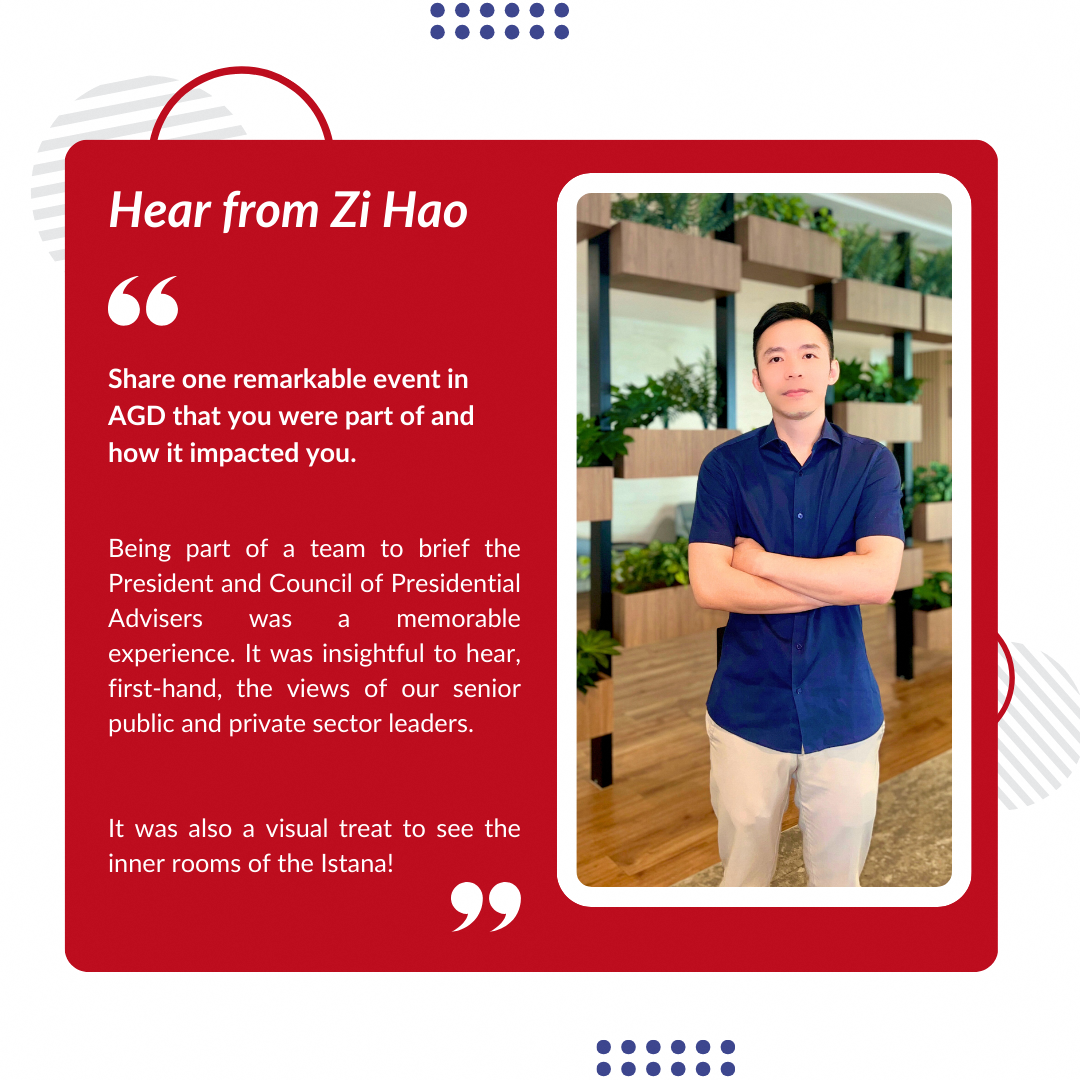 Hear from Zi Hao
“
Share one remarkable event in
AGD that you were part of and
how it impacted you.
Being part of a team to brief the
President and Council of Presidential
Advisers was a memorable
experience. It was insightful to hear,
first-hand, the views of our senior
public and private sector leaders.
It was also a visual treat to see the
inner rooms of the Istana!
”